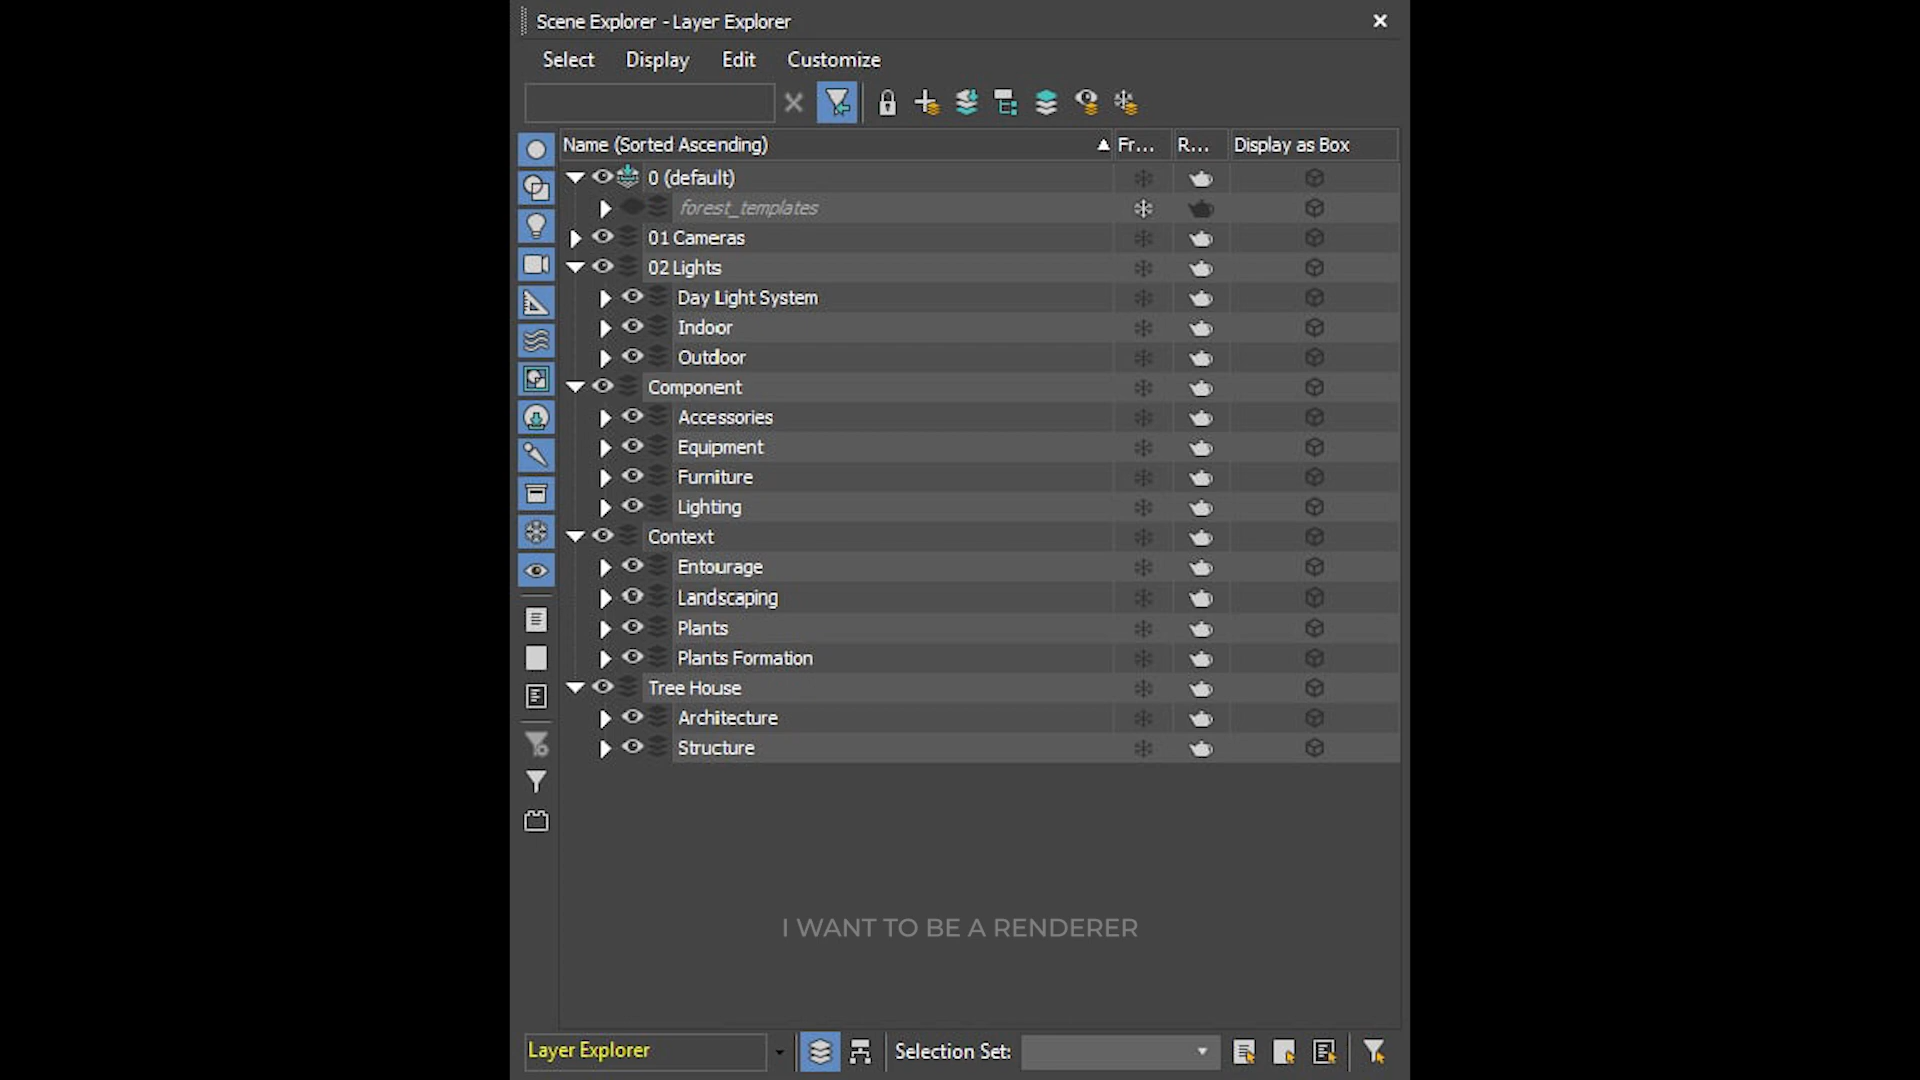 Scene Explorer - Layer Explorer
Select Display Edit Customize
Name (Sorted Ascending) Fr... R... Display as Box
0 (default)
forest_templates
01 Cameras
02 Lights
Day Light System
Indoor
Outdoor
Component
Accessories
Equipment
Furniture
Lighting
Context
Entourage
Landscaping
Plants
Plants Formation
Tree House
Architecture
Structure
I WANT TO BE A RENDERER
Layer Explorer Selection Set: